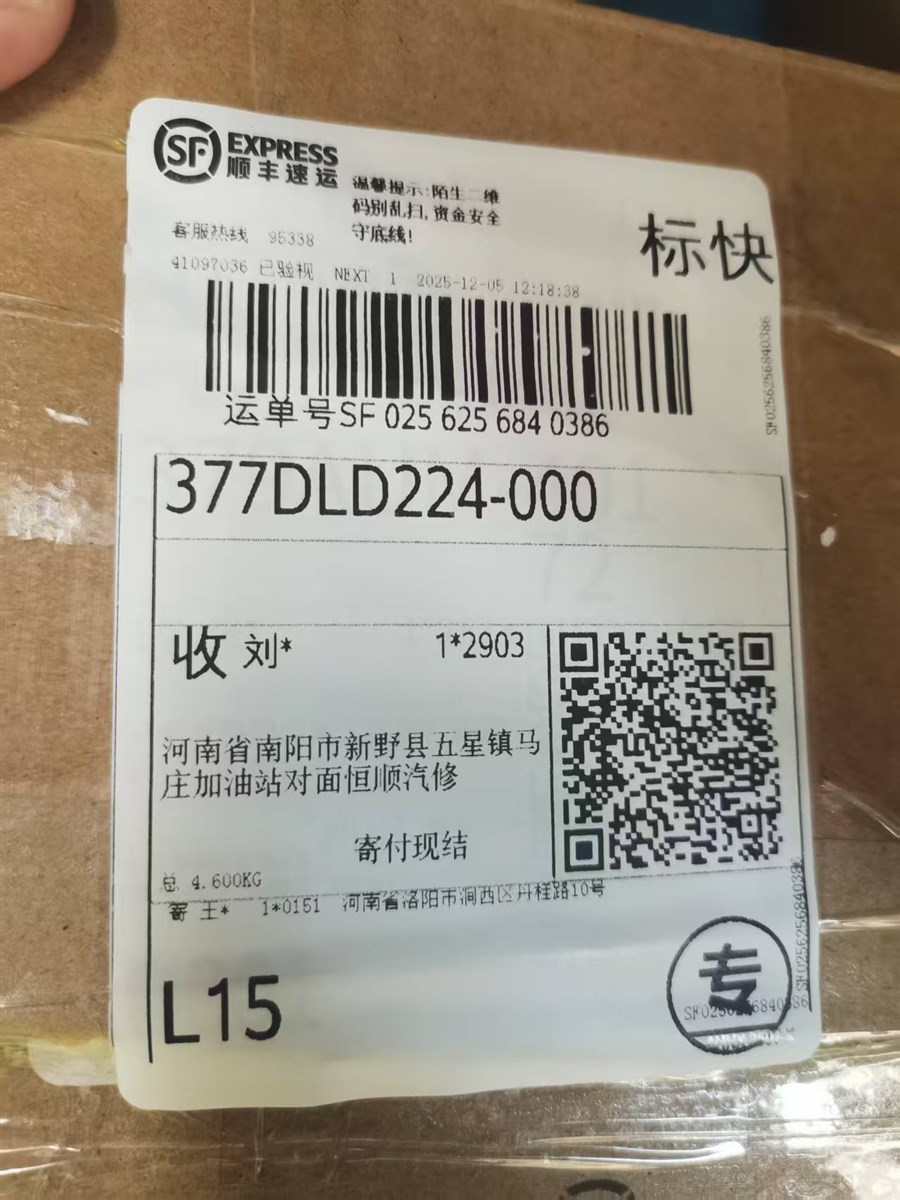 SF EXPRESS
顺丰速运
温馨提示:陌生二维
码别乱扫,资金安全
守底线!
客服热线 95338
标快
41097036 已验视 NEXT 1 2025-12-05 12:18:38
运单号SF 025 625 684 0386
SF0256256840386
377DLD224-000
收 刘* 1*2903
河南省南阳市新野县五星镇马
庄加油站对面恒顺汽修
寄付现结
总 4.600KG
寄 王* 1*0151 河南省洛阳市涧西区丹桂路10号
SF0256256840386
L15
专